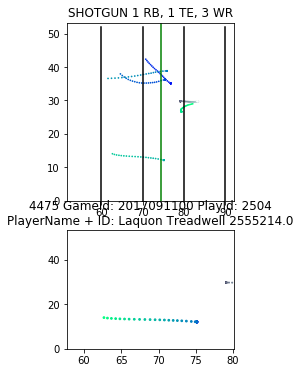 SHOTGUN 1 RB, 1 TE, 3 WR
50
40
30
20
10
0
60 70 80 90
4475 GameId: 2017091100 PlayId: 2504
PlayerName + ID: Laquon Treadwell 2555214.0
40
20
0
60 65 70 75 80